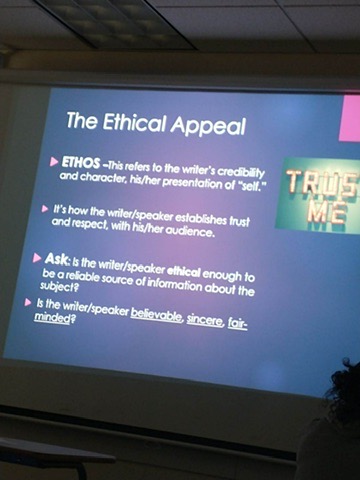 The Ethical Appeal
ETHOS –This refers to the writer's credibility
and character, his/her presentation of "self."
It's how the writer/speaker establishes trust
and respect, with his/her audience.
Ask: Is the writer/speaker ethical enough to
be a reliable source of information about the
subject?
Is the writer/speaker believable, sincere, fair-
minded?
TRUS
ME